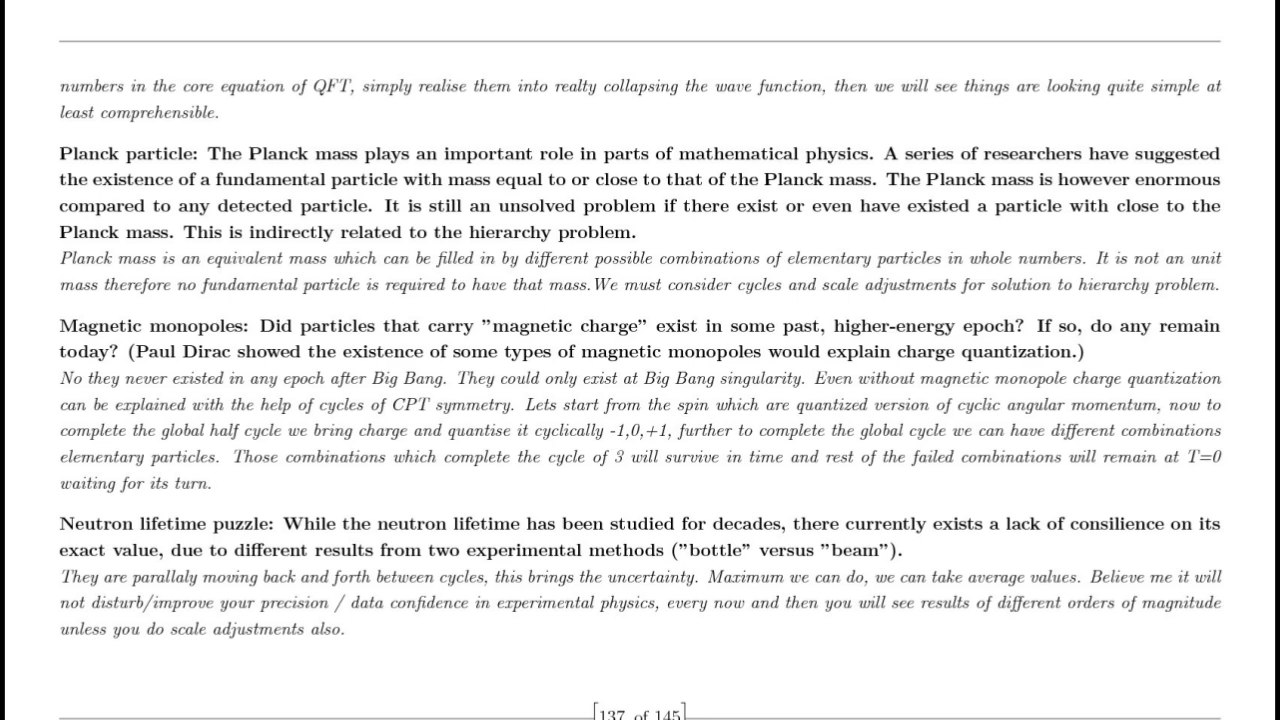 numbers in the core equation of QFT, simply realise them into realty collapsing the wave function, then we will see things are looking quite simple at
least comprehensible.
Planck particle: The Planck mass plays an important role in parts of mathematical physics. A series of researchers have suggested
the existence of a fundamental particle with mass equal to or close to that of the Planck mass. The Planck mass is however enormous
compared to any detected particle. It is still an unsolved problem if there exist or even have existed a particle with close to the
Planck mass. This is indirectly related to the hierarchy problem.
Planck mass is an equivalent mass which can be filled in by different possible combinations of elementary particles in whole numbers. It is not an unit
mass therefore no fundamental particle is required to have that mass.We must consider cycles and scale adjustments for solution to hierarchy problem.
Magnetic monopoles: Did particles that carry "magnetic charge" exist in some past, higher-energy epoch? If so, do any remain
today? (Paul Dirac showed the existence of some types of magnetic monopoles would explain charge quantization.)
No they never existed in any epoch after Big Bang. They could only exist at Big Bang singularity. Even without magnetic monopole charge quantization
can be explained with the help of cycles of CPT symmetry. Lets start from the spin which are quantized version of cyclic angular momentum, now to
complete the global half cycle we bring charge and quantise it cyclically -1,0,+1, further to complete the global cycle we can have different combinations
elementary particles. Those combinations which complete the cycle of 3 will survive in time and rest of the failed combinations will remain at T=0
waiting for its turn.
Neutron lifetime puzzle: While the neutron lifetime has been studied for decades, there currently exists a lack of consilience on its
exact value, due to different results from two experimental methods ("bottle" versus "beam").
They are parallaly moving back and forth between cycles, this brings the uncertainty. Maximum we can do, we can take average values. Believe me it will
not disturb/improve your precision / data confidence in experimental physics, every now and then you will see results of different orders of magnitude
unless you do scale adjustments also.
[137 of 145]